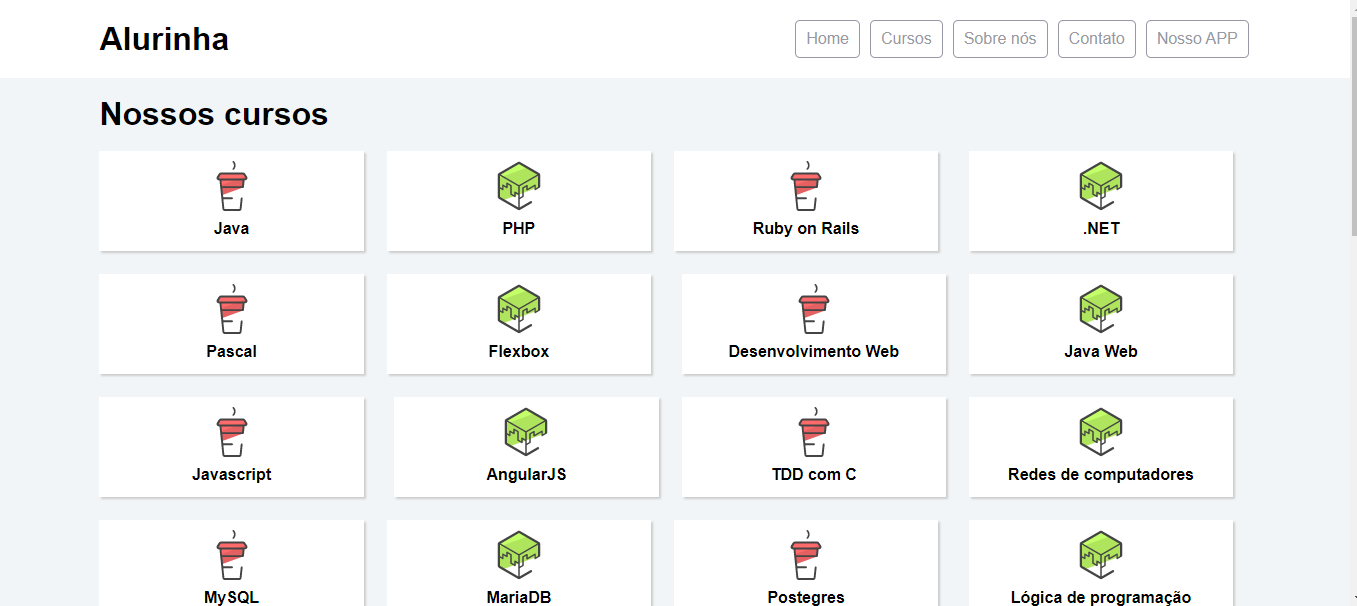 Alurinha
Home Cursos Sobre nós Contato Nosso APP
Nossos cursos
Java PHP Ruby on Rails .NET
Pascal Flexbox Desenvolvimento Web Java Web
Javascript AngularJS TDD com C Redes de computadores
MySQL MariaDB Postegres Lógica de programação